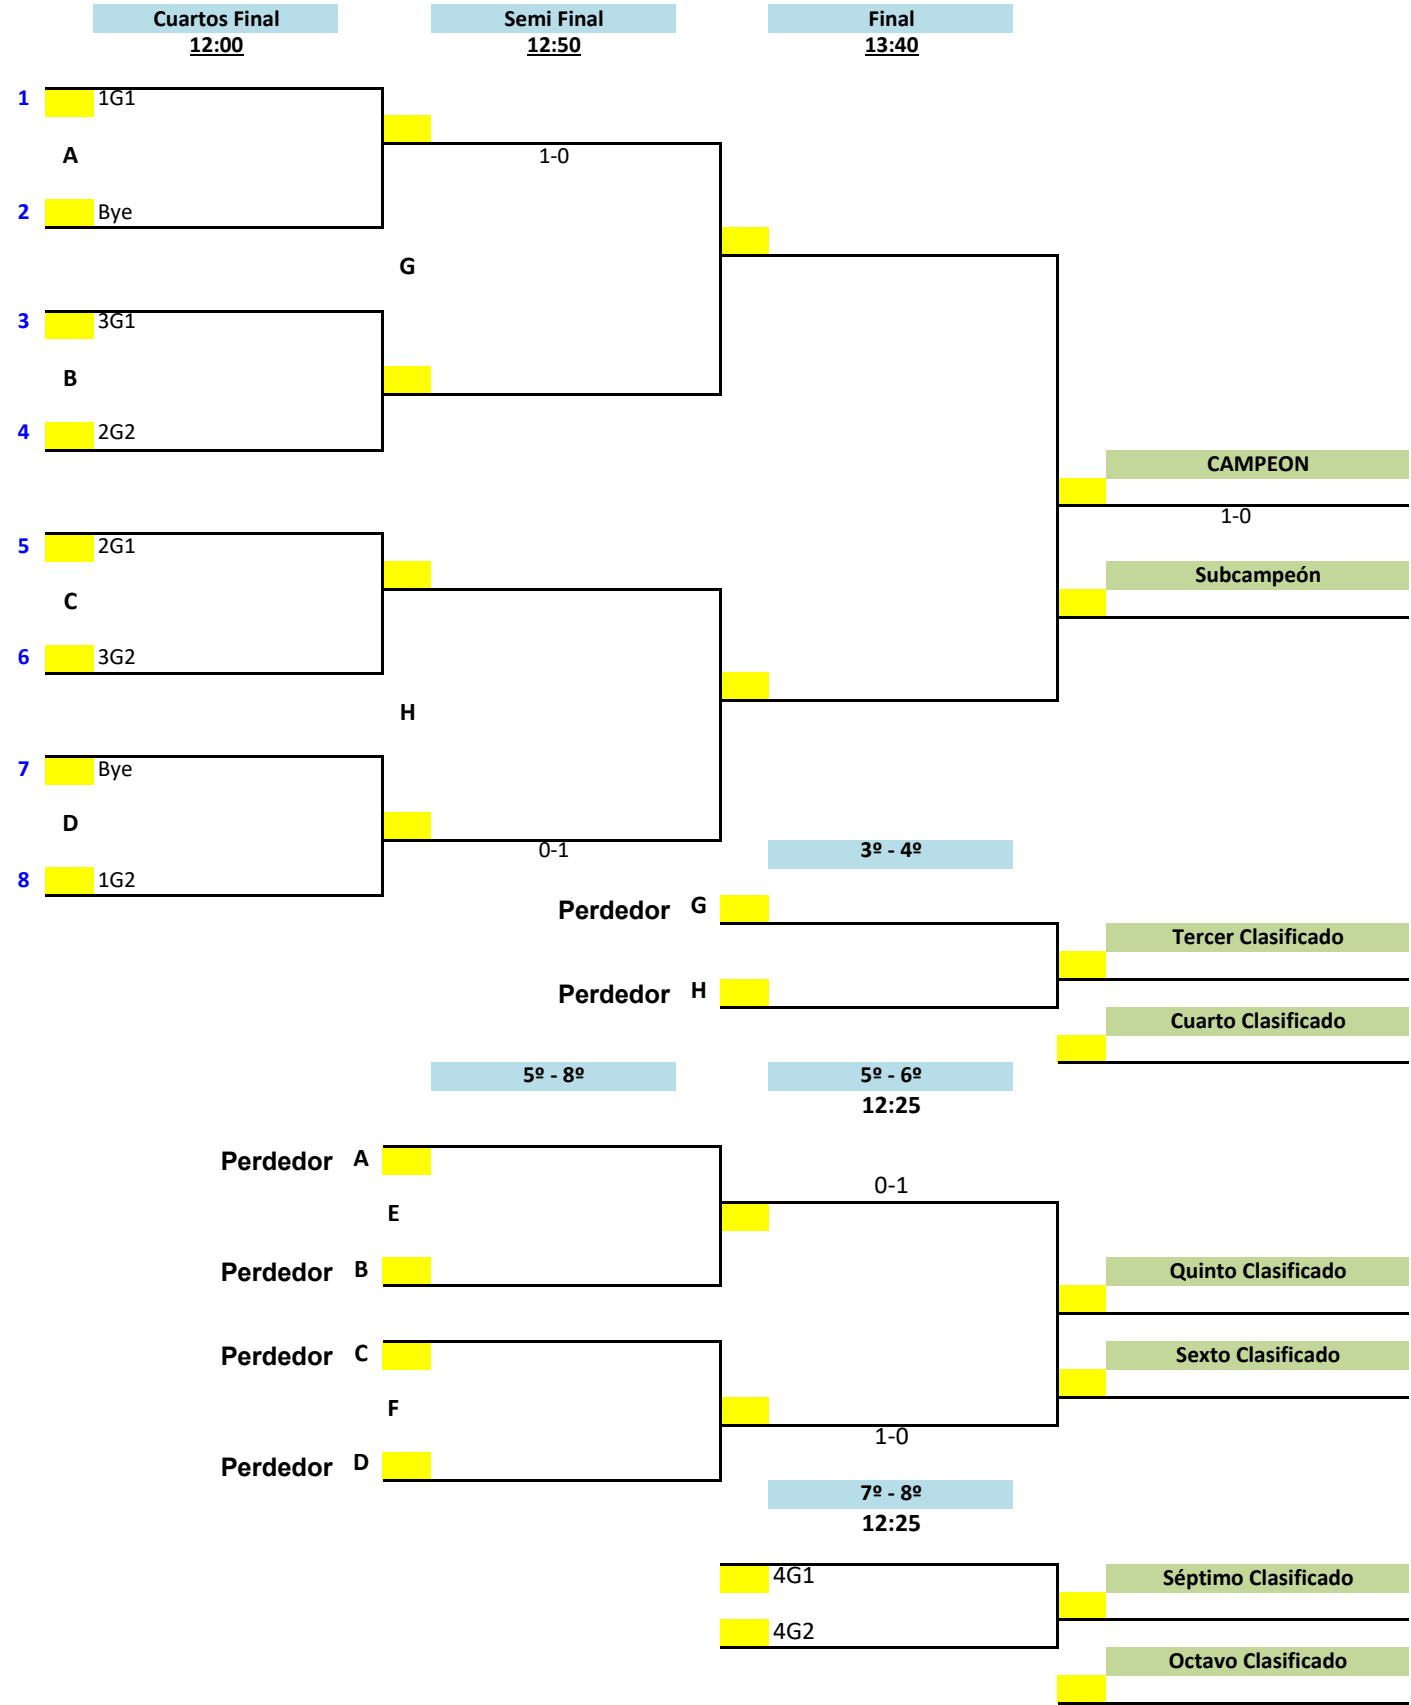 Cuartos Final Semi Final Final
12:00 12:50 13:40
1 1G1
A 1-0
2 Bye
G
3 3G1
B
4 2G2
CAMPEON
1-0
5 2G1
Subcampeón
C
6 3G2
H
7 Bye
D
0-1 3º - 4º
8 1G2
Perdedor G
Tercer Clasificado
Perdedor H
Cuarto Clasificado
5º - 8º 5º - 6º
12:25
Perdedor A
0-1
E
Perdedor B Quinto Clasificado
Perdedor C Sexto Clasificado
F
1-0
Perdedor D
7º - 8º
12:25
4G1 Séptimo Clasificado
4G2
Octavo Clasificado